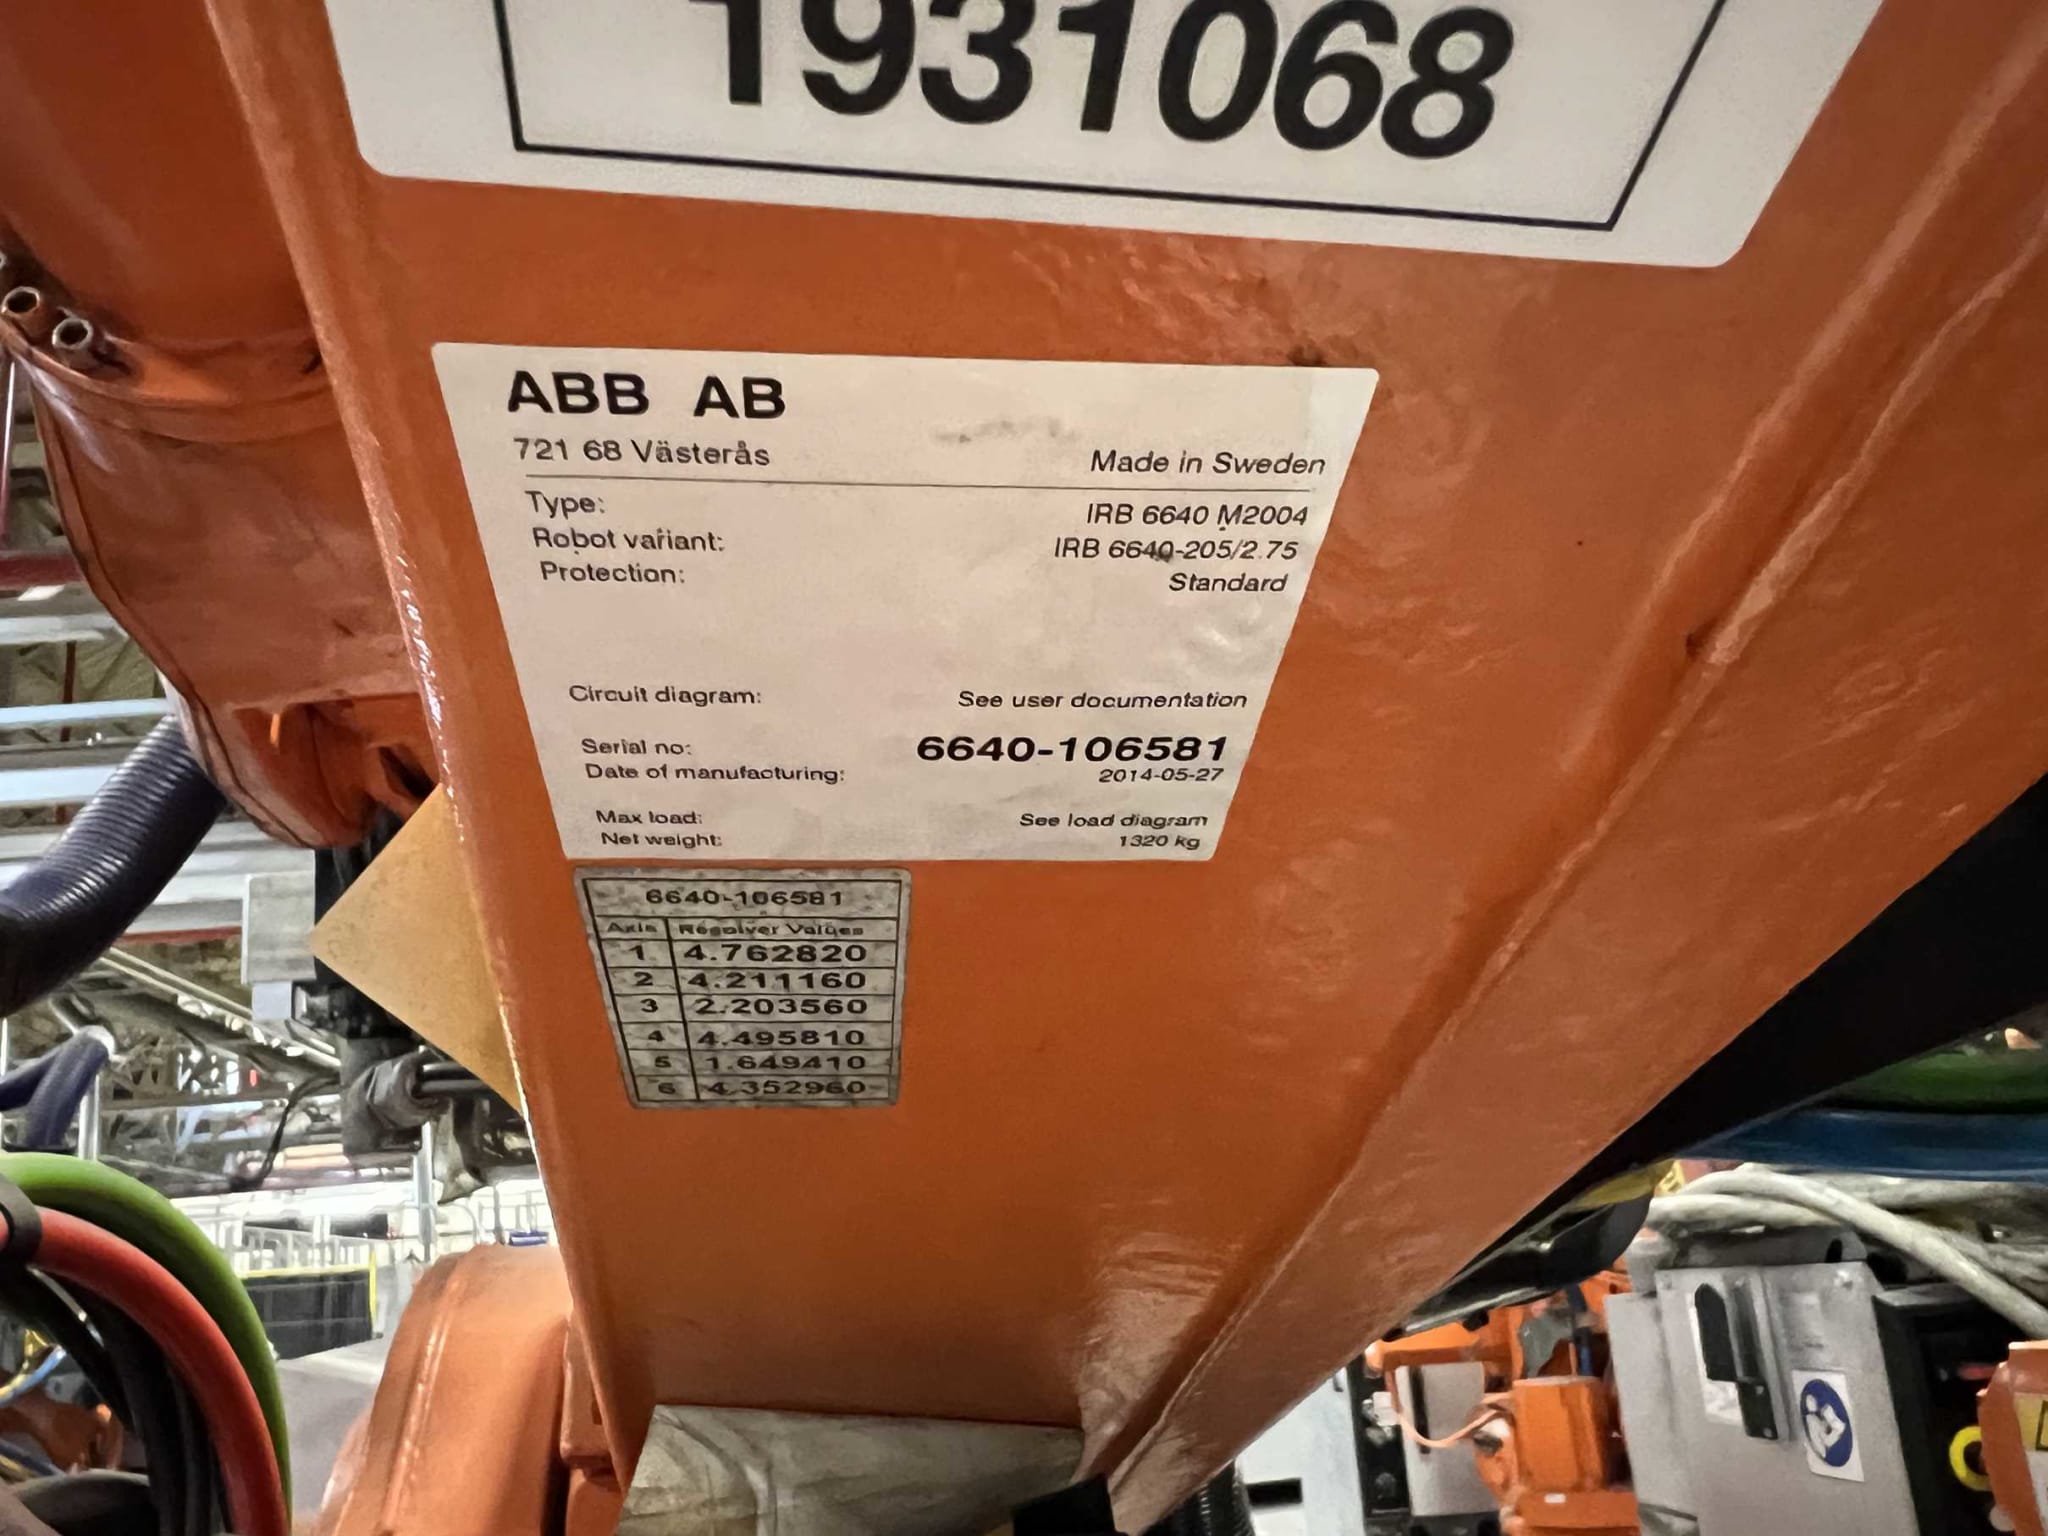 1931068
ABB AB
721 68 Västerås
Made in Sweden
Type: IRB 6640 M2004
Robot variant: IRB 6640-205/2.75
Protection: Standard
Circuit diagram: See user documentation
Serial no: 6640-106581
Date of manufacturing: 2014-05-27
Max load: See load diagram
Net weight: 1320 kg
6640-106581
Axis Resolver Values
1 4.762820
2 4.211160
3 2.203560
4 4.495810
5 1.649410
6 4.352960